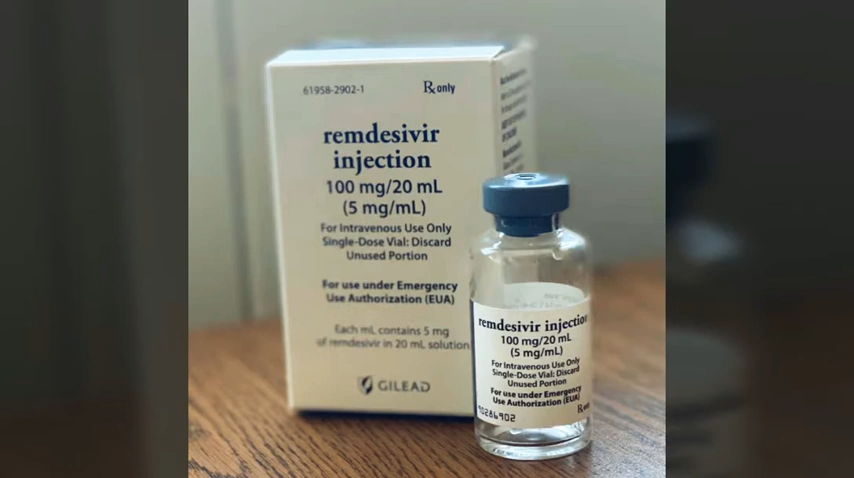 61958-2902-1
Rx only
remdesivir
injection
100 mg/20 mL
(5 mg/mL)
For Intravenous Use Only
Single-Dose Vial: Discard
Unused Portion
For use under Emergency
Use Authorization (EUA)
Each mL contains 5 mg
of remdesivir in 20 mL solution
GILEAD
remdesivir injection
100 mg/20 mL
(5 mg/mL)
For Intravenous Use Only
Single-Dose Vial: Discard
Unused Portion
For use under Emergency
Use Authorization (EUA)
Rx